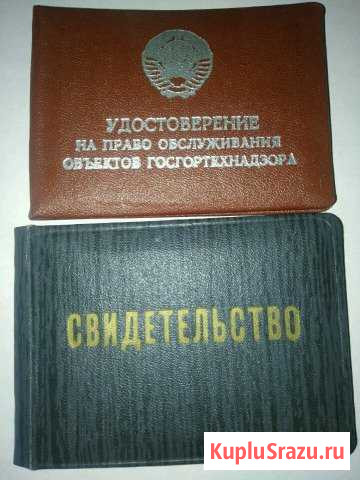 УДОСТОВЕРЕНИЕ
НА ПРАВО ОБСЛУЖИВАНИЯ
ОБЪЕКТОВ ГОСГОРТЕХНАДЗОРА
СВИДЕТЕЛЬСТВО
KupluSrazu.ru